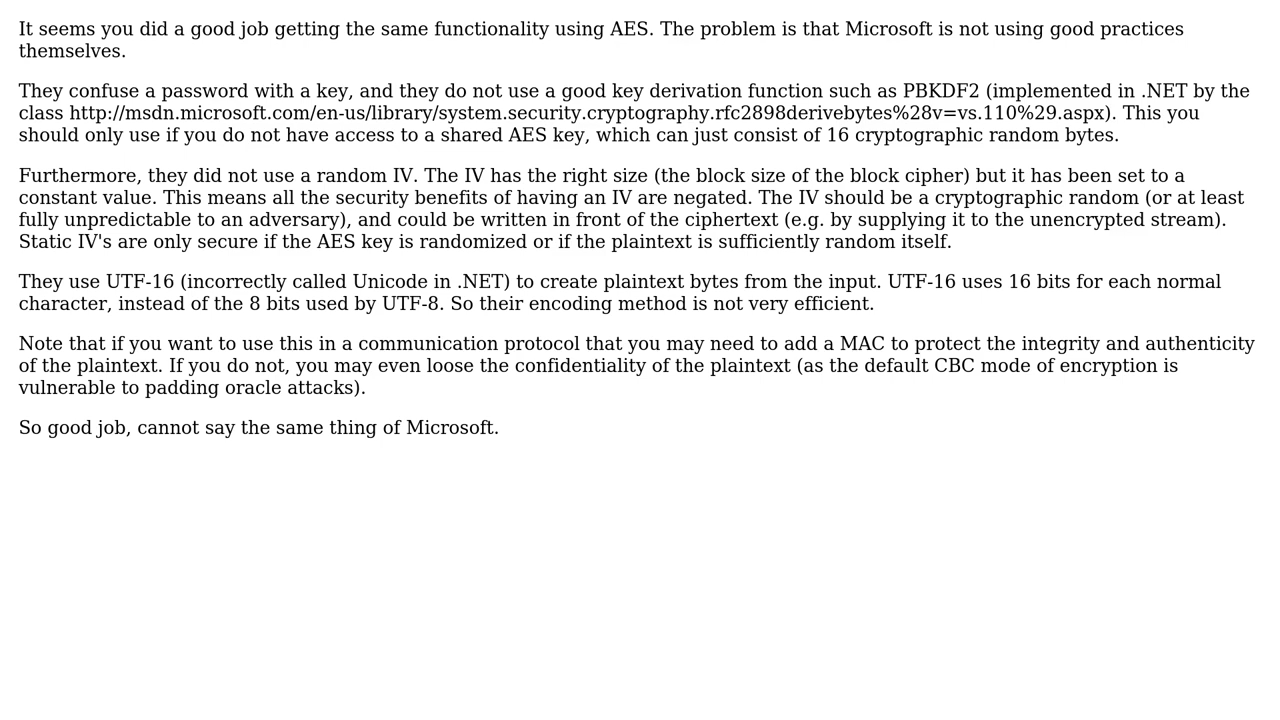 It seems you did a good job getting the same functionality using AES. The problem is that Microsoft is not using good practices
themselves.
They confuse a password with a key, and they do not use a good key derivation function such as PBKDF2 (implemented in .NET by the
class http://msdn.microsoft.com/en-us/library/system.security.cryptography.rfc2898derivebytes%28v=vs.110%29.aspx). This you
should only use if you do not have access to a shared AES key, which can just consist of 16 cryptographic random bytes.
Furthermore, they did not use a random IV. The IV has the right size (the block size of the block cipher) but it has been set to a
constant value. This means all the security benefits of having an IV are negated. The IV should be a cryptographic random (or at least
fully unpredictable to an adversary), and could be written in front of the ciphertext (e.g. by supplying it to the unencrypted stream).
Static IV's are only secure if the AES key is randomized or if the plaintext is sufficiently random itself.
They use UTF-16 (incorrectly called Unicode in .NET) to create plaintext bytes from the input. UTF-16 uses 16 bits for each normal
character, instead of the 8 bits used by UTF-8. So their encoding method is not very efficient.
Note that if you want to use this in a communication protocol that you may need to add a MAC to protect the integrity and authenticity
of the plaintext. If you do not, you may even loose the confidentiality of the plaintext (as the default CBC mode of encryption is
vulnerable to padding oracle attacks).
So good job, cannot say the same thing of Microsoft.